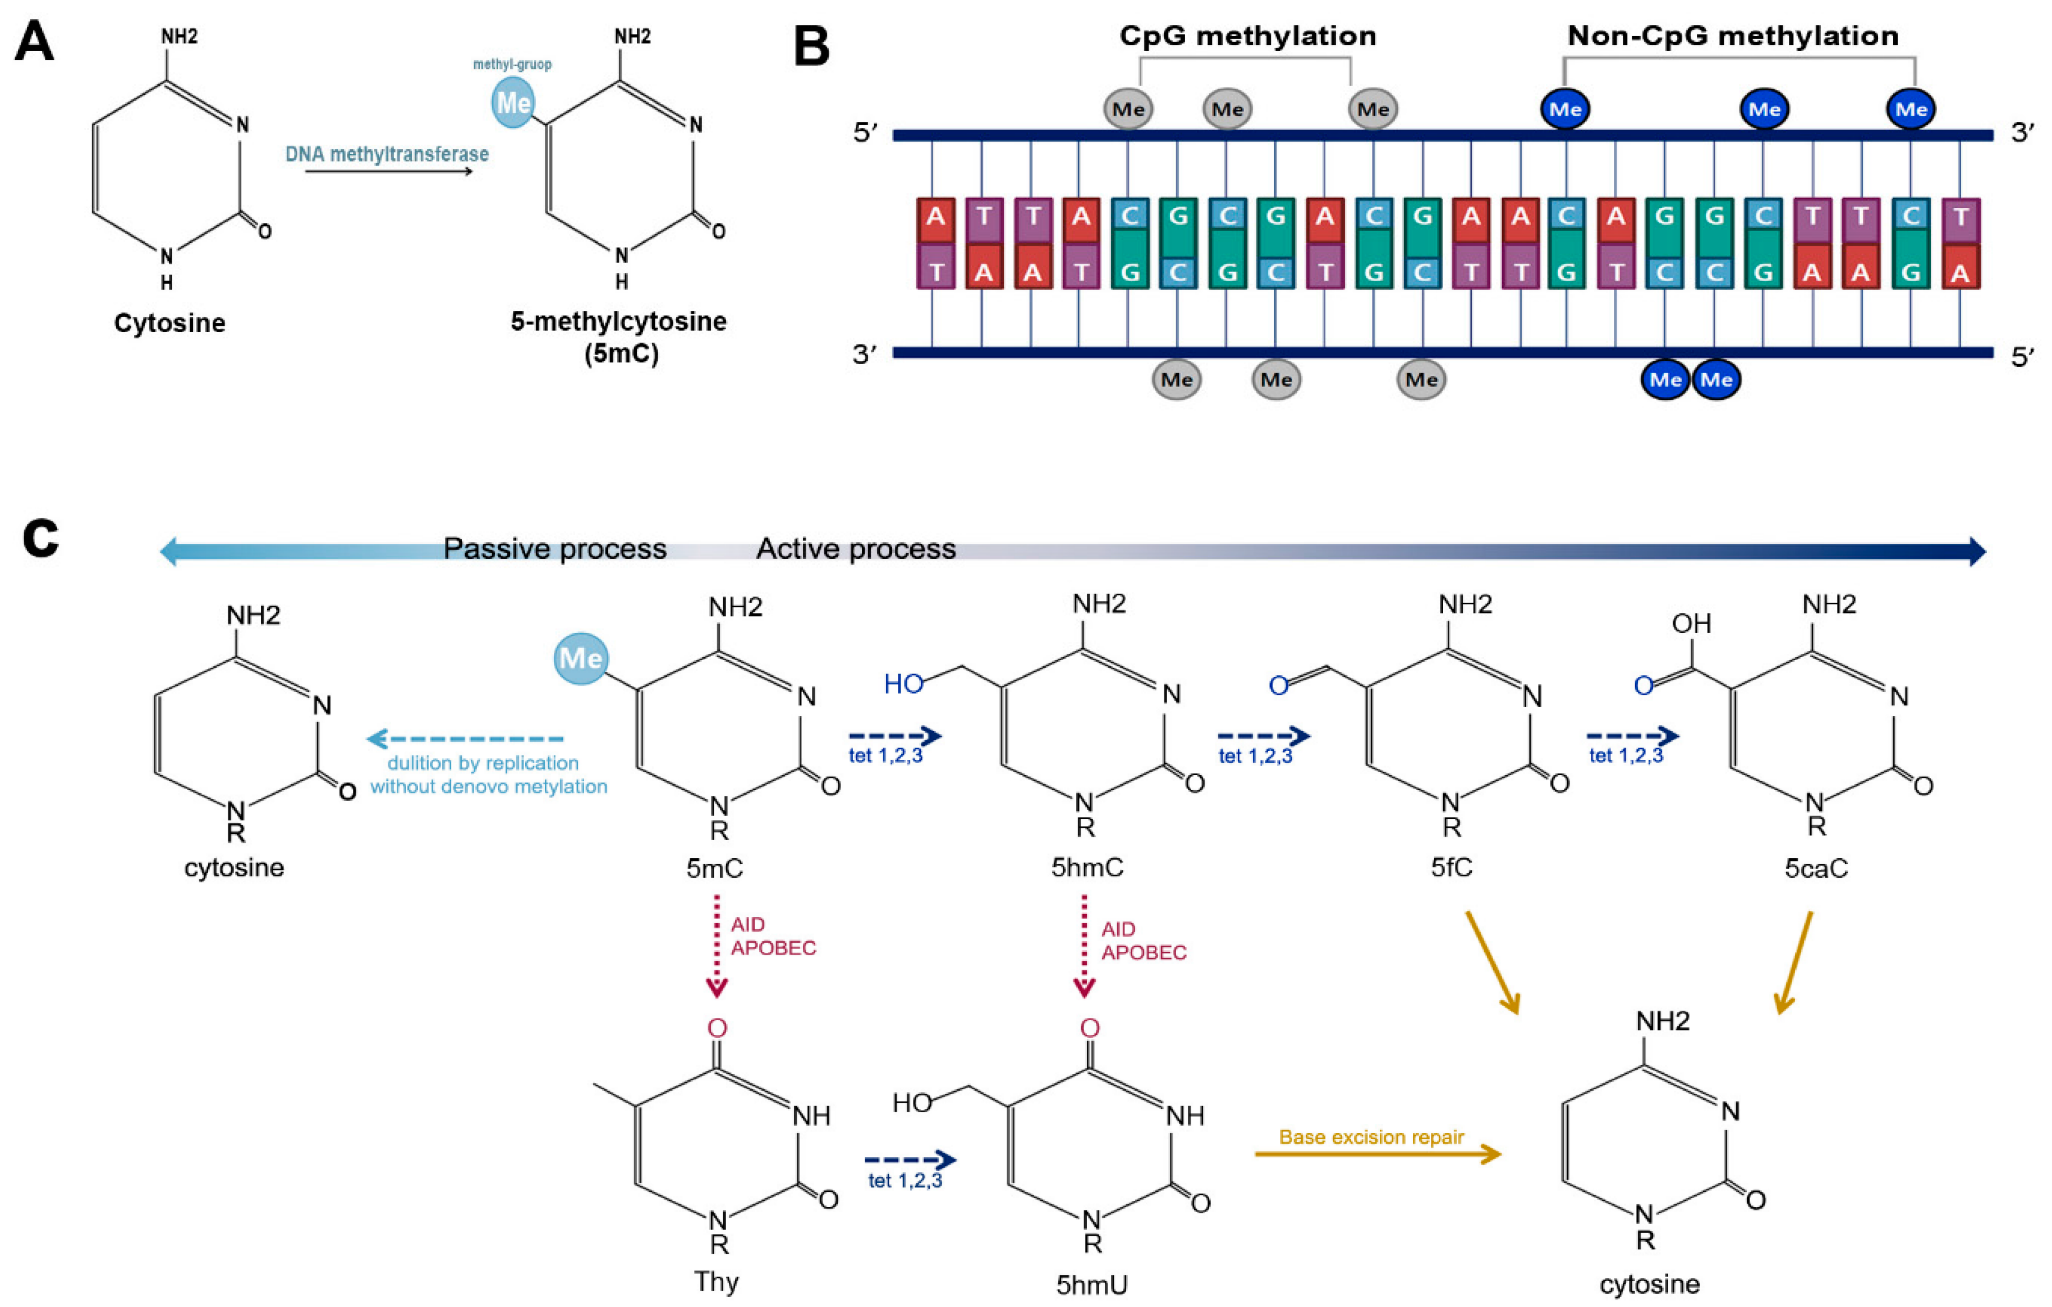 A
NH2
N
O
N
H
Cytosine
DNA methyltransferase
methyl-gruop
Me
NH2
N
O
N
H
5-methylcytosine
(5mC)
B
CpG methylation
Non-CpG methylation
Me Me Me Me Me Me
5′ 3′
A T T A C G C G A C G A A C A G G C T T C T
T A A T G C G C T G C T T G T C C G A A G A
3′ 5′
Me Me Me Me Me
C
Passive process Active process
NH2
N
O
N
R
cytosine
dulition by replication
without denovo metylation
Me
NH2
N
O
N
R
5mC
tet 1,2,3
HO
NH2
N
O
N
R
5hmC
tet 1,2,3
O
NH2
N
O
N
R
5fC
tet 1,2,3
OH
O
NH2
N
O
N
R
5caC
AID
APOBEC
AID
APOBEC
O
NH
O
N
R
Thy
tet 1,2,3
HO
O
NH
O
N
R
5hmU
Base excision repair
NH2
N
O
N
R
cytosine